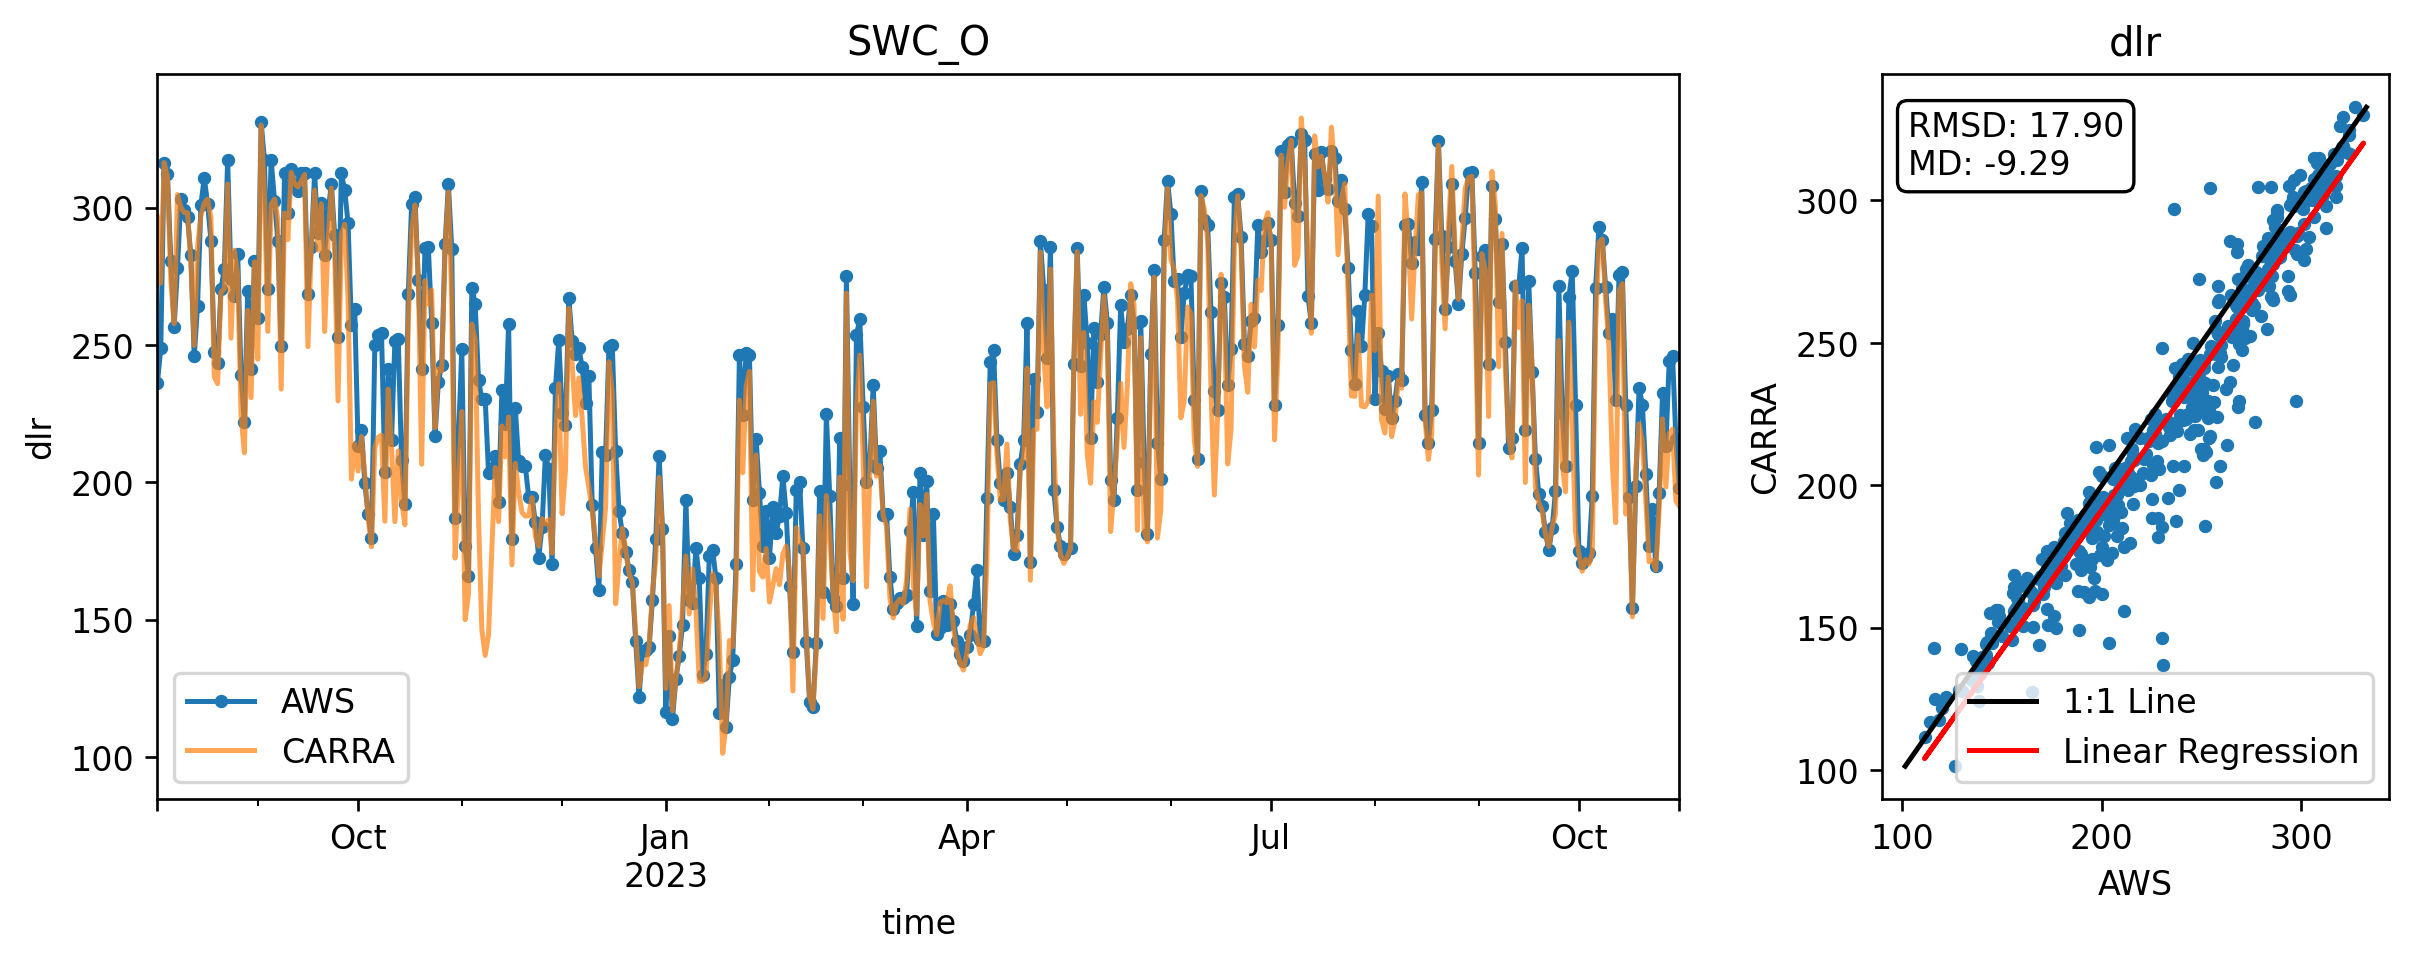 SWC_O
dlr
300
250
200
150
100
AWS
CARRA
Oct
Jan
2023
Apr
Jul
Oct
time
dlr
RMSD: 17.90
MD: -9.29
CARRA
300
250
200
150
100
1:1 Line
Linear Regression
100
200
300
AWS